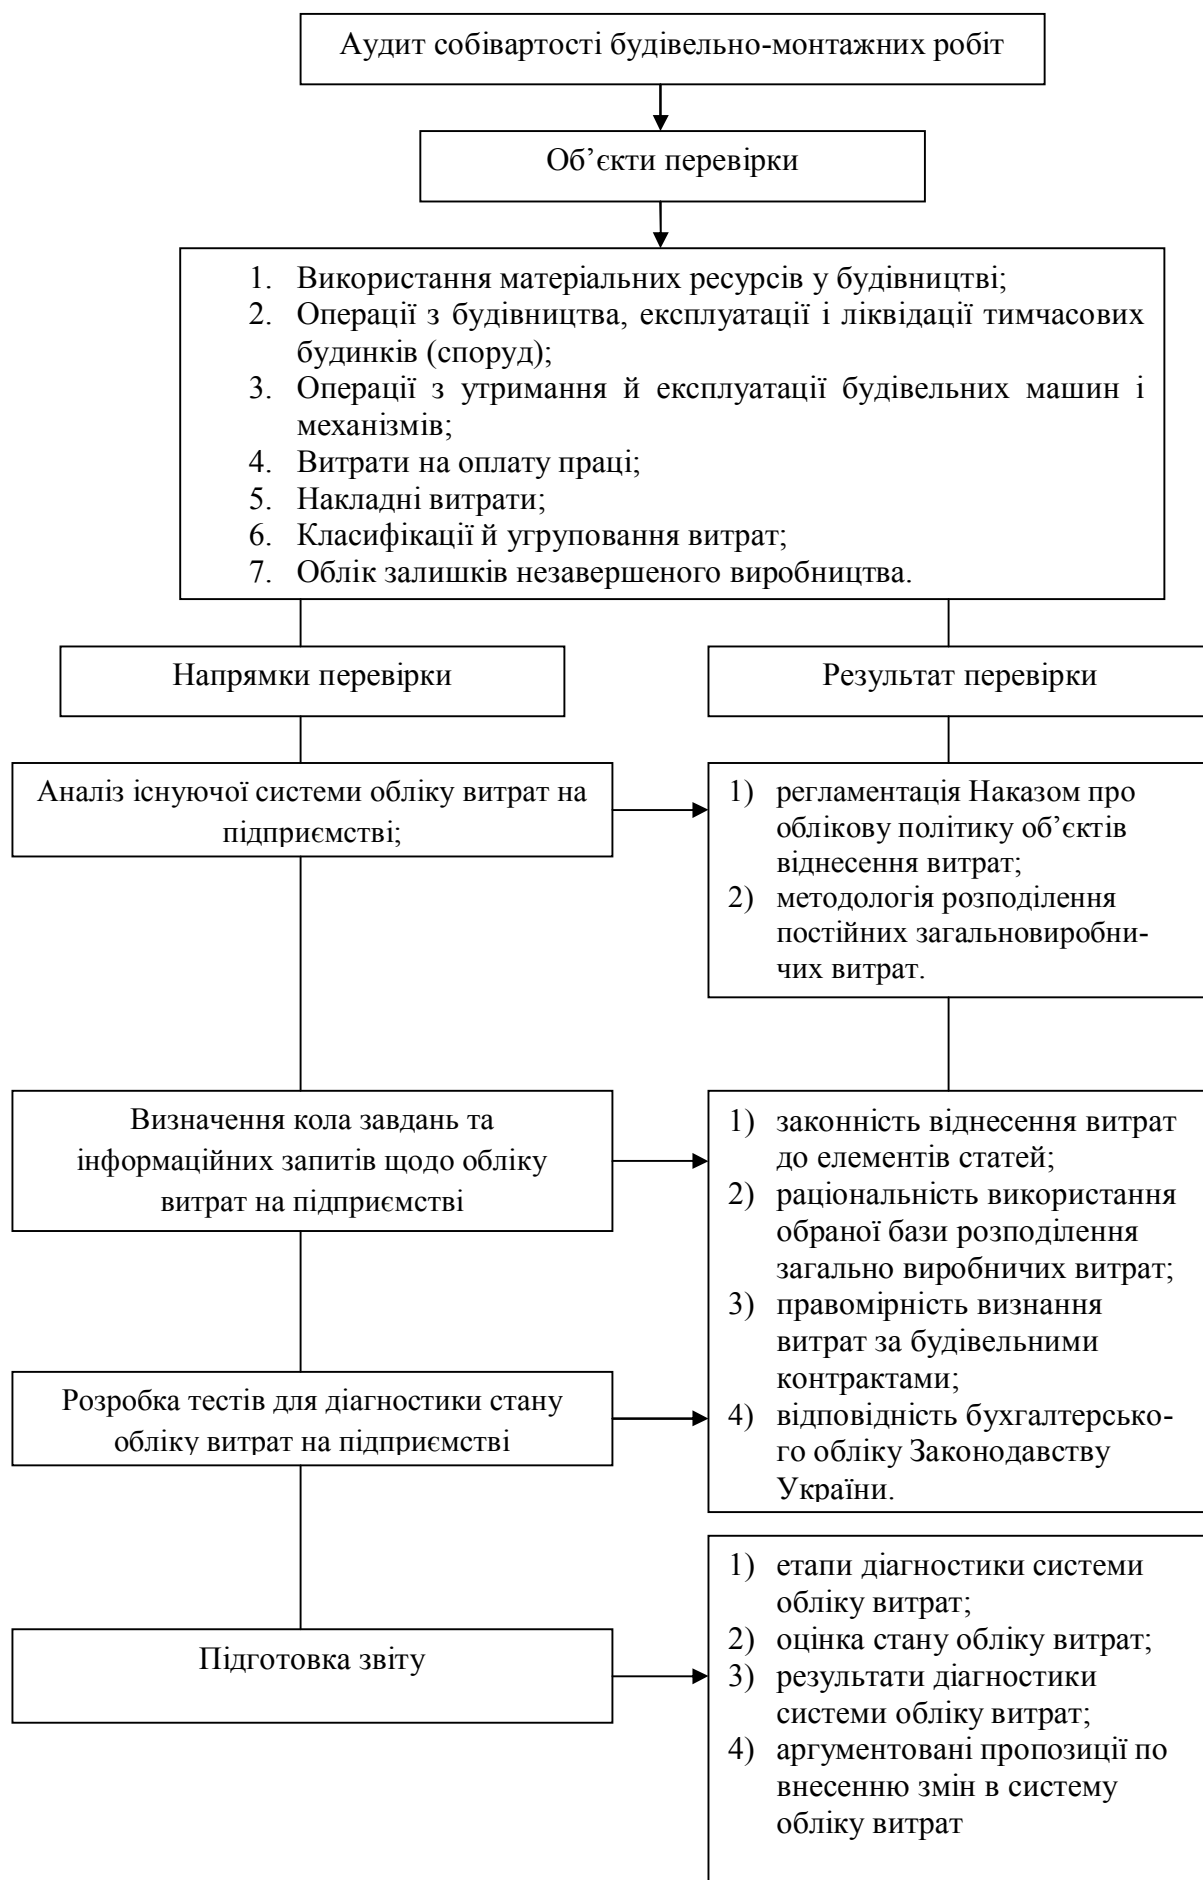 Аудит собівартості будівельно-монтажних робіт
Об’єкти перевірки
1. Використання матеріальних ресурсів у будівництві;
2. Операції з будівництва, експлуатації і ліквідації тимчасових
будинків (споруд);
3. Операції з утримання й експлуатації будівельних машин і
механізмів;
4. Витрати на оплату праці;
5. Накладні витрати;
6. Класифікації й угруповання витрат;
7. Облік залишків незавершеного виробництва.
Напрямки перевірки
Результат перевірки
Аналіз існуючої системи обліку витрат на
підприємстві;
1) регламентація Наказом про
облікову політику об’єктів
віднесення витрат;
2) методологія розподілення
постійних загальновиробни-
чих витрат.
Визначення кола завдань та
інформаційних запитів щодо обліку
витрат на підприємстві
1) законність віднесення витрат
до елементів статей;
2) раціональність використання
обраної бази розподілення
загально виробничих витрат;
3) правомірність визнання
витрат за будівельними
контрактами;
4) відповідність бухгалтерсько-
го обліку Законодавству
України.
Розробка тестів для діагностики стану
обліку витрат на підприємстві
Підготовка звіту
1) етапи діагностики системи
обліку витрат;
2) оцінка стану обліку витрат;
3) результати діагностики
системи обліку витрат;
4) аргументовані пропозиції по
внесенню змін в систему
обліку витрат